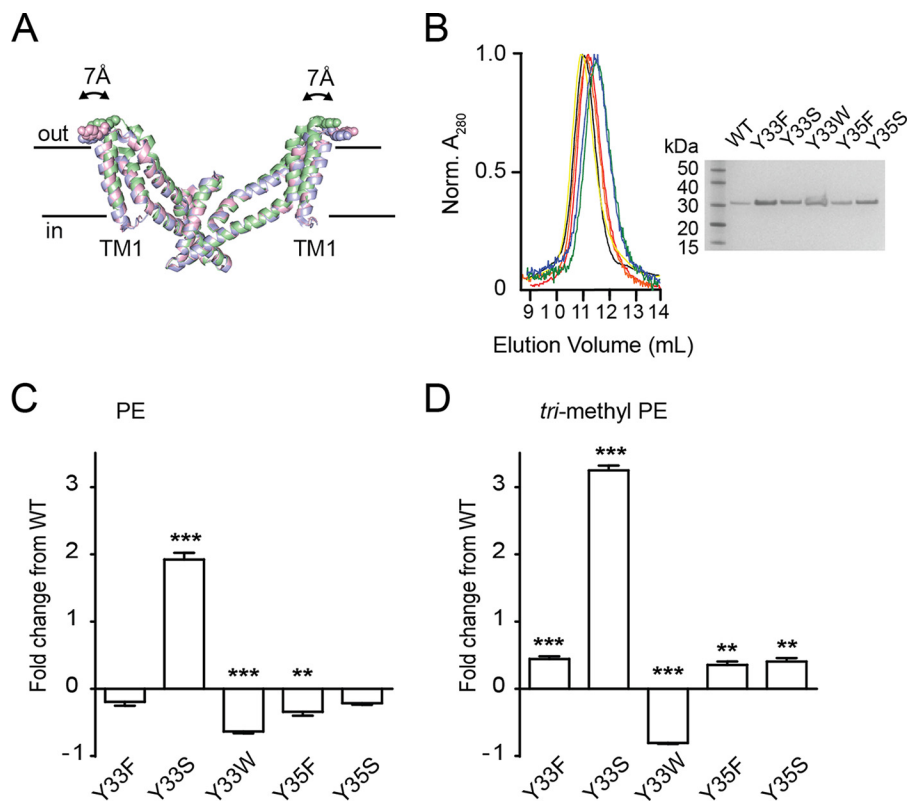 A
7Å
7Å
out
in
TM1
TM1
B
Norm. A280
1.0
0.5
0
9 1 0 11 12 13 14
Elution Volume (mL)
kDa
WT Y33F Y33S Y33W Y35F Y35S
50
40
30
20
15
C
PE
Fold change from WT
3
2
1
0
-1
***
***
**
Y33F Y33S Y33W Y35F Y35S
D
tri-methyl PE
Fold change from WT
3
2
1
0
-1
***
***
***
**
**
Y33F Y33S Y33W Y35F Y35S